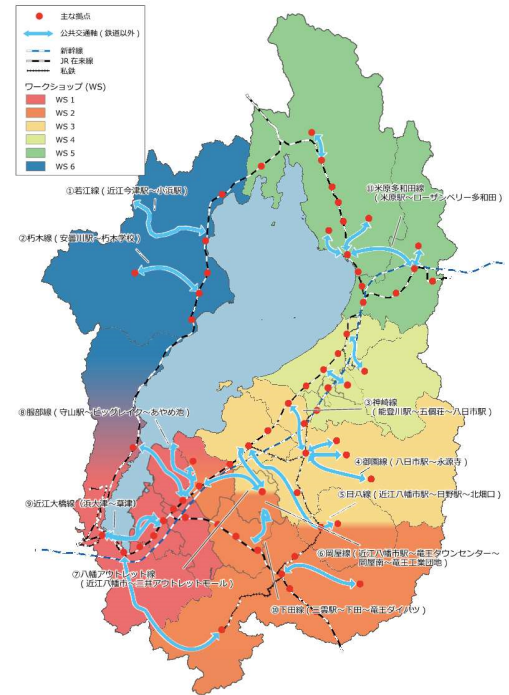 主な拠点
公共交通軸(鉄道以外)
新幹線
JR在来線
私鉄
ワークショップ(WS)
WS 1
WS 2
WS 3
WS 4
WS 5
WS 6
①若江線(近江今津駅～小浜駅)
⑪米原多和田線
(米原駅～ローザンベリー多和田)
②朽木線(安曇川駅～朽木学校)
③神崎線
(能登川駅～五個荘～八日市駅)
⑧服部線(守山駅～ビッグレイク～あやめ池)
④御園線(八日市駅～永源寺)
⑤日八線(近江八幡市駅～日野駅～北畑口)
⑨近江大橋線(浜大津～草津)
⑥岡屋線(近江八幡市駅～竜王タウンセンター～
岡屋南～竜王工業団地)
⑦八幡アウトレット線
(近江八幡市～三井アウトレットモール)
⑩下田線(三雲駅～下田～竜王ダイハツ)